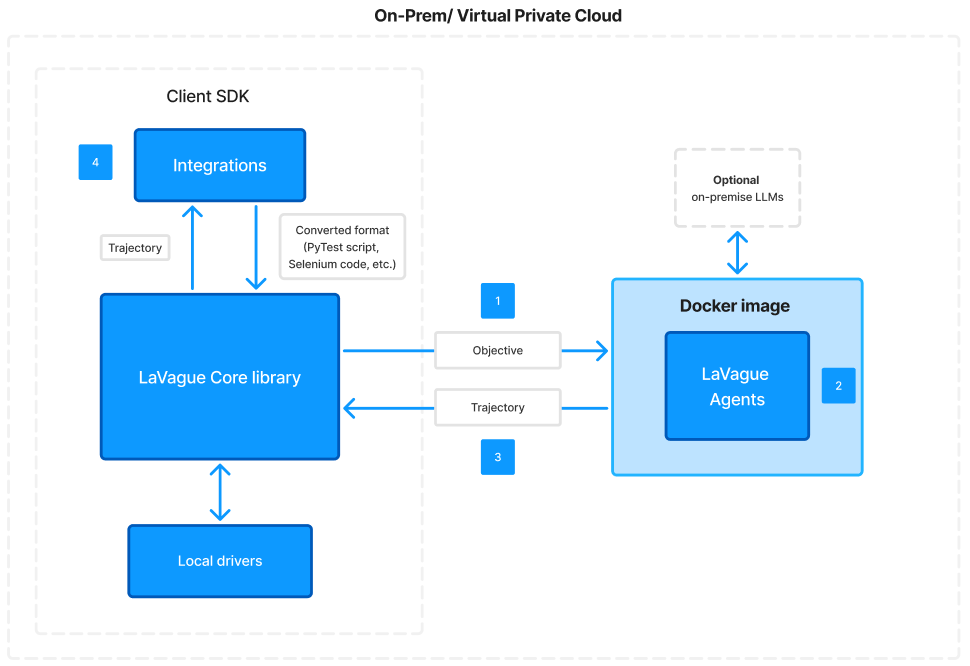 On-Prem/ Virtual Private Cloud
Client SDK
4
Integrations
Trajectory
Converted format
(PyTest script,
Selenium code, etc.)
LaVague Core library
Local drivers
1
Objective
Trajectory
3
Optional
on-premise LLMs
Docker image
LaVague
Agents
2